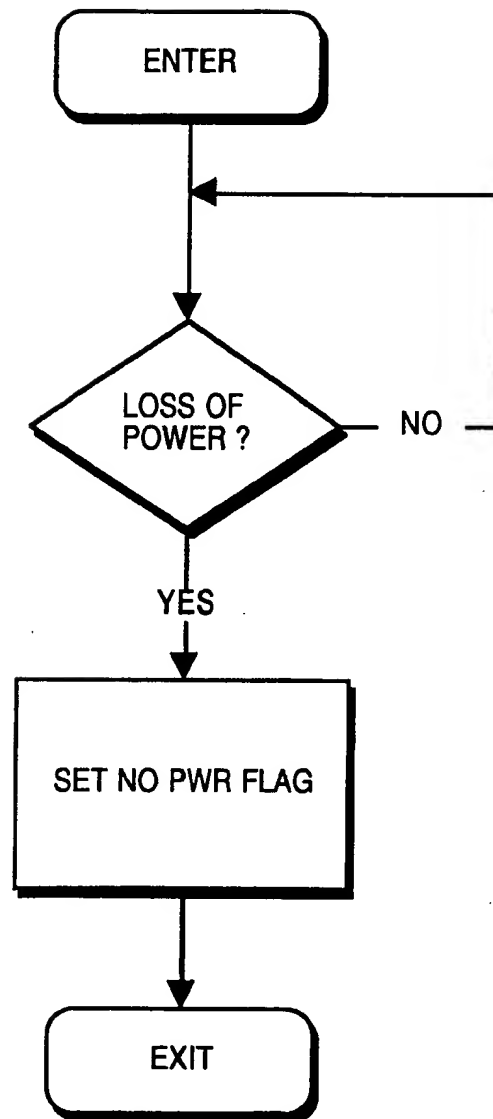 ENTER
LOSS OF
POWER ?
NO
YES
SET NO PWR FLAG
EXIT